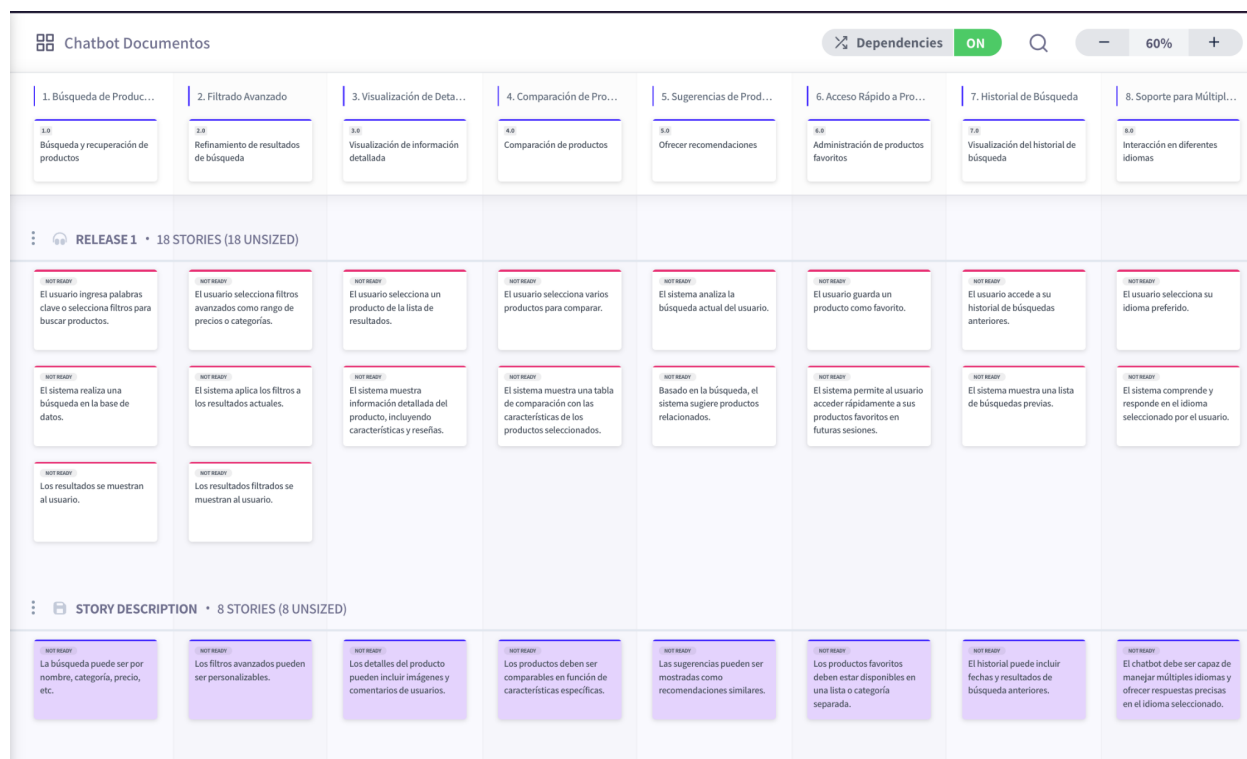 Chatbot Documentos
Dependencies
ON
60%
1. Búsqueda de Produc...
2. Filtrado Avanzado
3. Visualización de Deta...
4. Comparación de Pro...
5. Sugerencias de Prod...
6. Acceso Rápido a Pro...
7. Historial de Búsqueda
8. Soporte para Múltipl...
1.0
Búsqueda y recuperación de
productos
2.0
Refinamiento de resultados
de búsqueda
3.0
Visualización de información
detallada
4.0
Comparación de productos
5.0
Ofrecer recomendaciones
6.0
Administración de productos
favoritos
7.0
Visualización del historial de
búsqueda
8.0
Interacción en diferentes
idiomas
RELEASE 1 • 18 STORIES (18 UNSIZED)
NOT READY
El usuario ingresa palabras
clave o selecciona filtros para
buscar productos.
NOT READY
El usuario selecciona filtros
avanzados como rango de
precios o categorías.
NOT READY
El usuario selecciona un
producto de la lista de
resultados.
NOT READY
El usuario selecciona varios
productos para comparar.
NOT READY
El sistema analiza la
búsqueda actual del usuario.
NOT READY
El usuario guarda un
producto como favorito.
NOT READY
El usuario accede a su
historial de búsquedas
anteriores.
NOT READY
El usuario selecciona su
idioma preferido.
NOT READY
El sistema realiza una
búsqueda en la base de
datos.
NOT READY
El sistema aplica los filtros a
los resultados actuales.
NOT READY
El sistema muestra
información detallada del
producto, incluyendo
características y reseñas.
NOT READY
El sistema muestra una tabla
de comparación con las
características de los
productos seleccionados.
NOT READY
Basado en la búsqueda, el
sistema sugiere productos
relacionados.
NOT READY
El sistema permite al usuario
acceder rápidamente a sus
productos favoritos en
futuras sesiones.
NOT READY
El sistema muestra una lista
de búsquedas previas.
NOT READY
El sistema comprende y
responde en el idioma
seleccionado por el usuario.
NOT READY
Los resultados se muestran
al usuario.
NOT READY
Los resultados filtrados se
muestran al usuario.
STORY DESCRIPTION • 8 STORIES (8 UNSIZED)
NOT READY
La búsqueda puede ser por
nombre, categoría, precio,
etc.
NOT READY
Los filtros avanzados pueden
ser personalizables.
NOT READY
Los detalles del producto
pueden incluir imágenes y
comentarios de usuarios.
NOT READY
Los productos deben ser
comparables en función de
características específicas.
NOT READY
Las sugerencias pueden ser
mostradas como
recomendaciones similares.
NOT READY
Los productos favoritos
deben estar disponibles en
una lista o categoría
separada.
NOT READY
El historial puede incluir
fechas y resultados de
búsqueda anteriores.
NOT READY
El chatbot debe ser capaz de
manejar múltiples idiomas y
ofrecer respuestas precisas
en el idioma seleccionado.